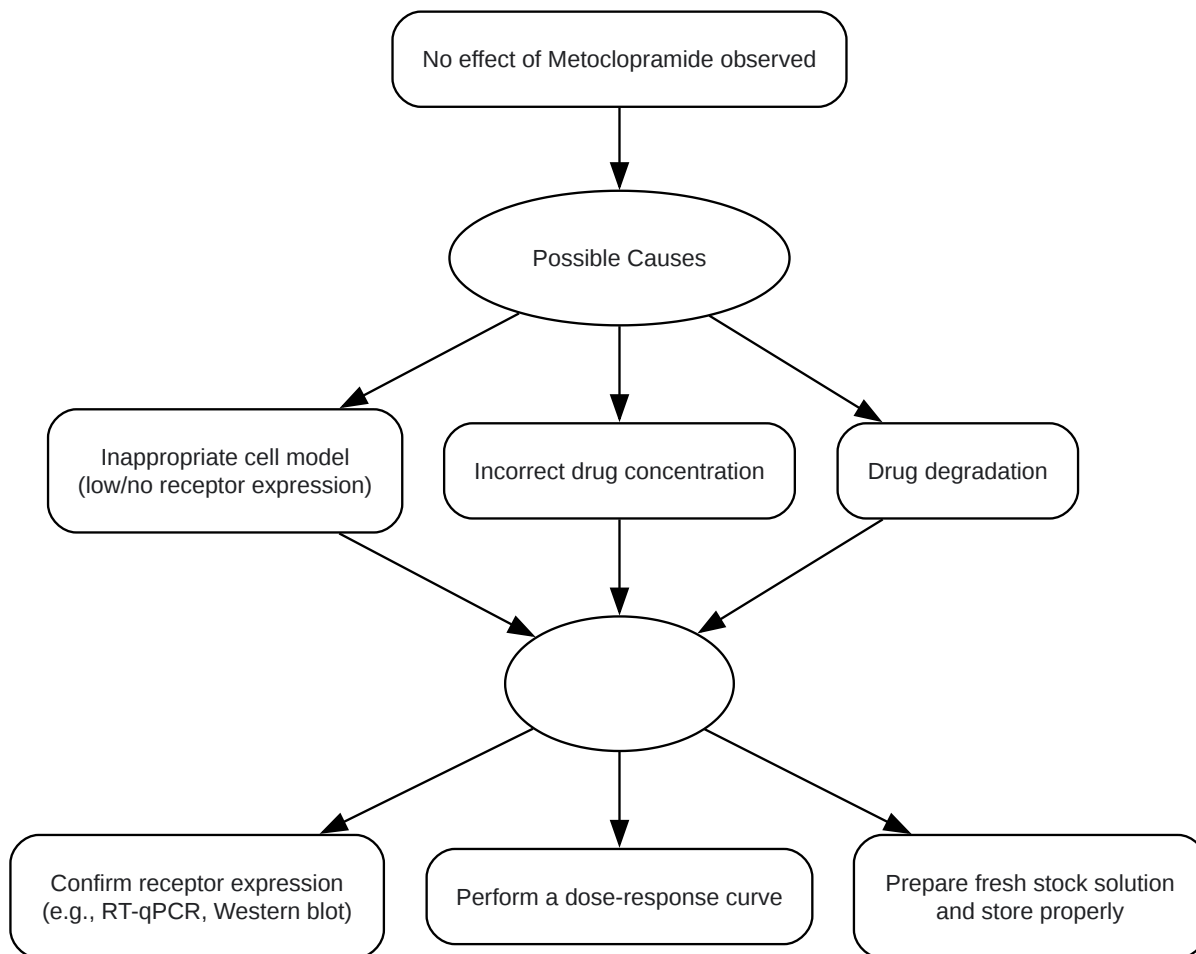 No effect of Metoclopramide observed
Possible Causes
Inappropriate cell model
(low/no receptor expression)
Incorrect drug concentration
Drug degradation
Confirm receptor expression
(e.g., RT-qPCR, Western blot)
Perform a dose-response curve
Prepare fresh stock solution
and store properly